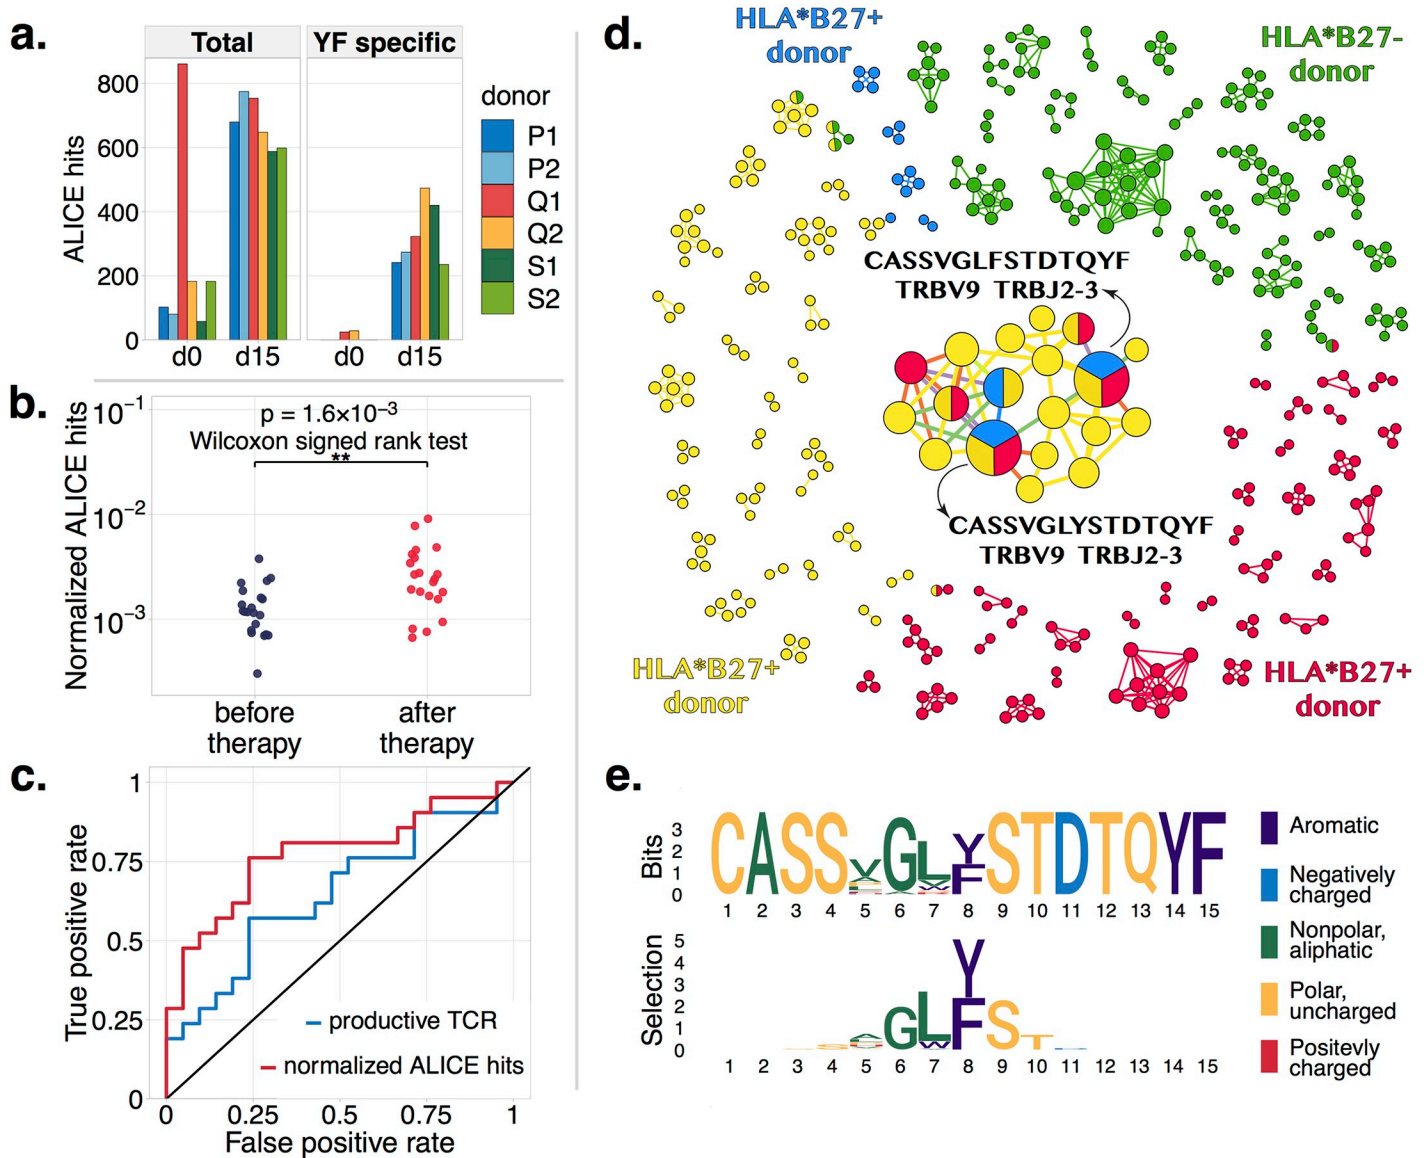 a.
Total
YF specific
ALICE hits
800
600
400
200
0
d0
d15
d0
d15
donor
P1
P2
Q1
Q2
S1
S2
b.
Normalized ALICE hits
10⁻¹
10⁻²
10⁻³
p = 1.6×10⁻³
Wilcoxon signed rank test
**
before
therapy
after
therapy
c.
True positive rate
1
0.75
0.5
0.25
0
0
0.25
0.5
0.75
1
False positive rate
productive TCR
normalized ALICE hits
d.
HLA*B27+
donor
HLA*B27-
donor
CASSVGLFSTDTQYF
TRBV9 TRBJ2-3
CASSVGLYSTDTQYF
TRBV9 TRBJ2-3
HLA*B27+
donor
HLA*B27+
donor
e.
Bits
3
2
1
0
CASSVGLYSTDTQYF
F
1 2 3 4 5 6 7 8 9 10 11 12 13 14 15
Selection
5
4
3
2
1
0
GLYST
F
1 2 3 4 5 6 7 8 9 10 11 12 13 14 15
Aromatic
Negatively
charged
Nonpolar,
aliphatic
Polar,
uncharged
Positevly
charged